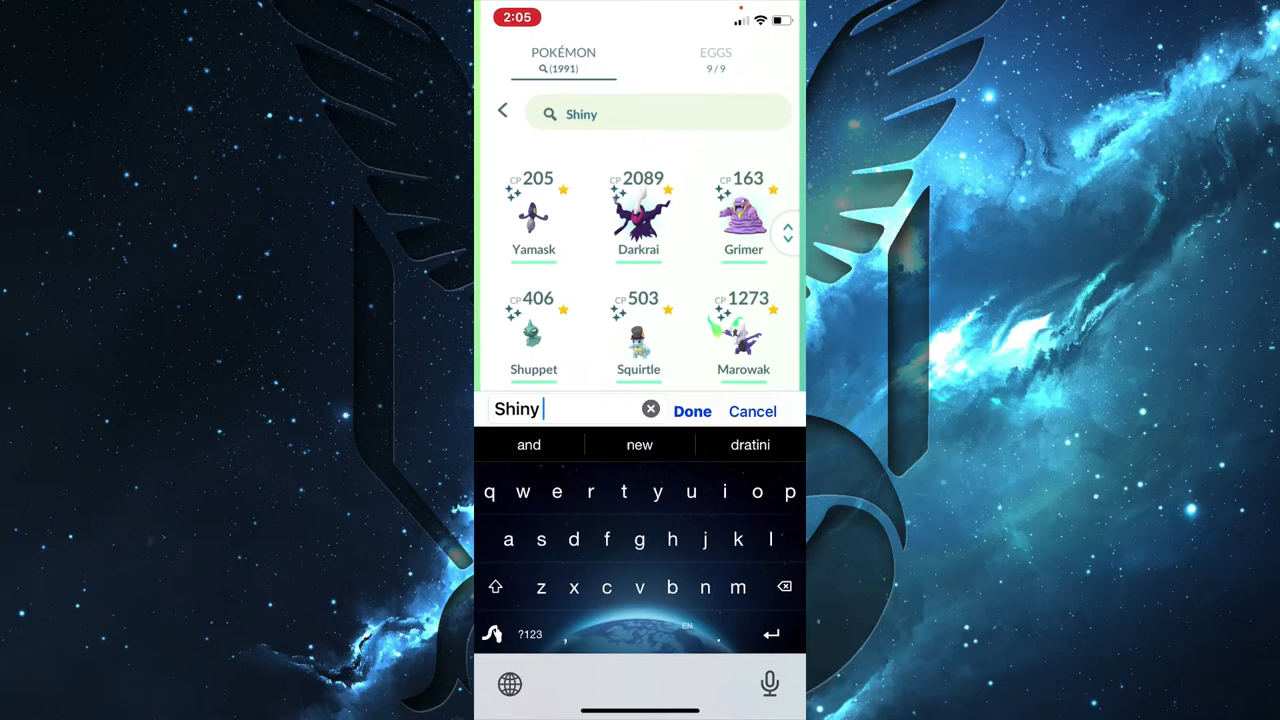 2:05
POKÉMON EGGS
(1991) 9 / 9
Shiny
CP 205 CP 2089 CP 163
Yamask Darkrai Grimer
CP 406 CP 503 CP 1273
Shuppet Squirtle Marowak
Shiny Done Cancel
and new dratini
q w e r t y u i o p
a s d f g h j k l
z x c v b n m
?123 , EN .